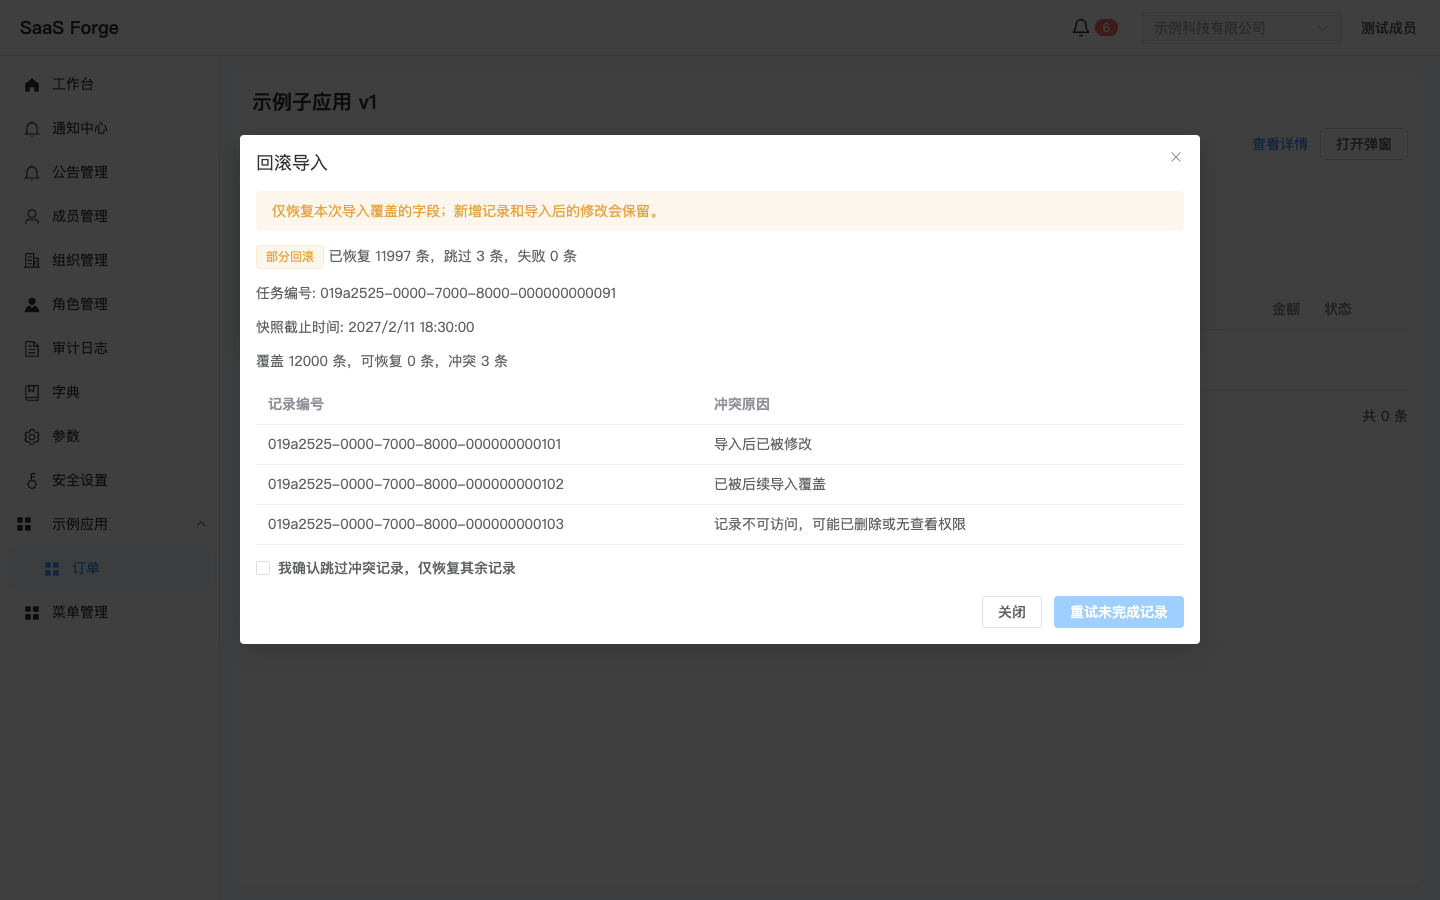 SaaS Forge
6
示例科技有限公司
测试成员
工作台
通知中心
公告管理
成员管理
组织管理
角色管理
审计日志
字典
参数
安全设置
示例应用
订单
菜单管理
示例子应用 v1
查看详情
打开弹窗
金额
状态
共 0 条
回滚导入
仅恢复本次导入覆盖的字段；新增记录和导入后的修改会保留。
部分回滚 已恢复 11997 条，跳过 3 条，失败 0 条
任务编号: 019a2525-0000-7000-8000-000000000091
快照截止时间: 2027/2/11 18:30:00
覆盖 12000 条，可恢复 0 条，冲突 3 条
记录编号 冲突原因
019a2525-0000-7000-8000-000000000101 导入后已被修改
019a2525-0000-7000-8000-000000000102 已被后续导入覆盖
019a2525-0000-7000-8000-000000000103 记录不可访问，可能已删除或无查看权限
我确认跳过冲突记录，仅恢复其余记录
关闭
重试未完成记录